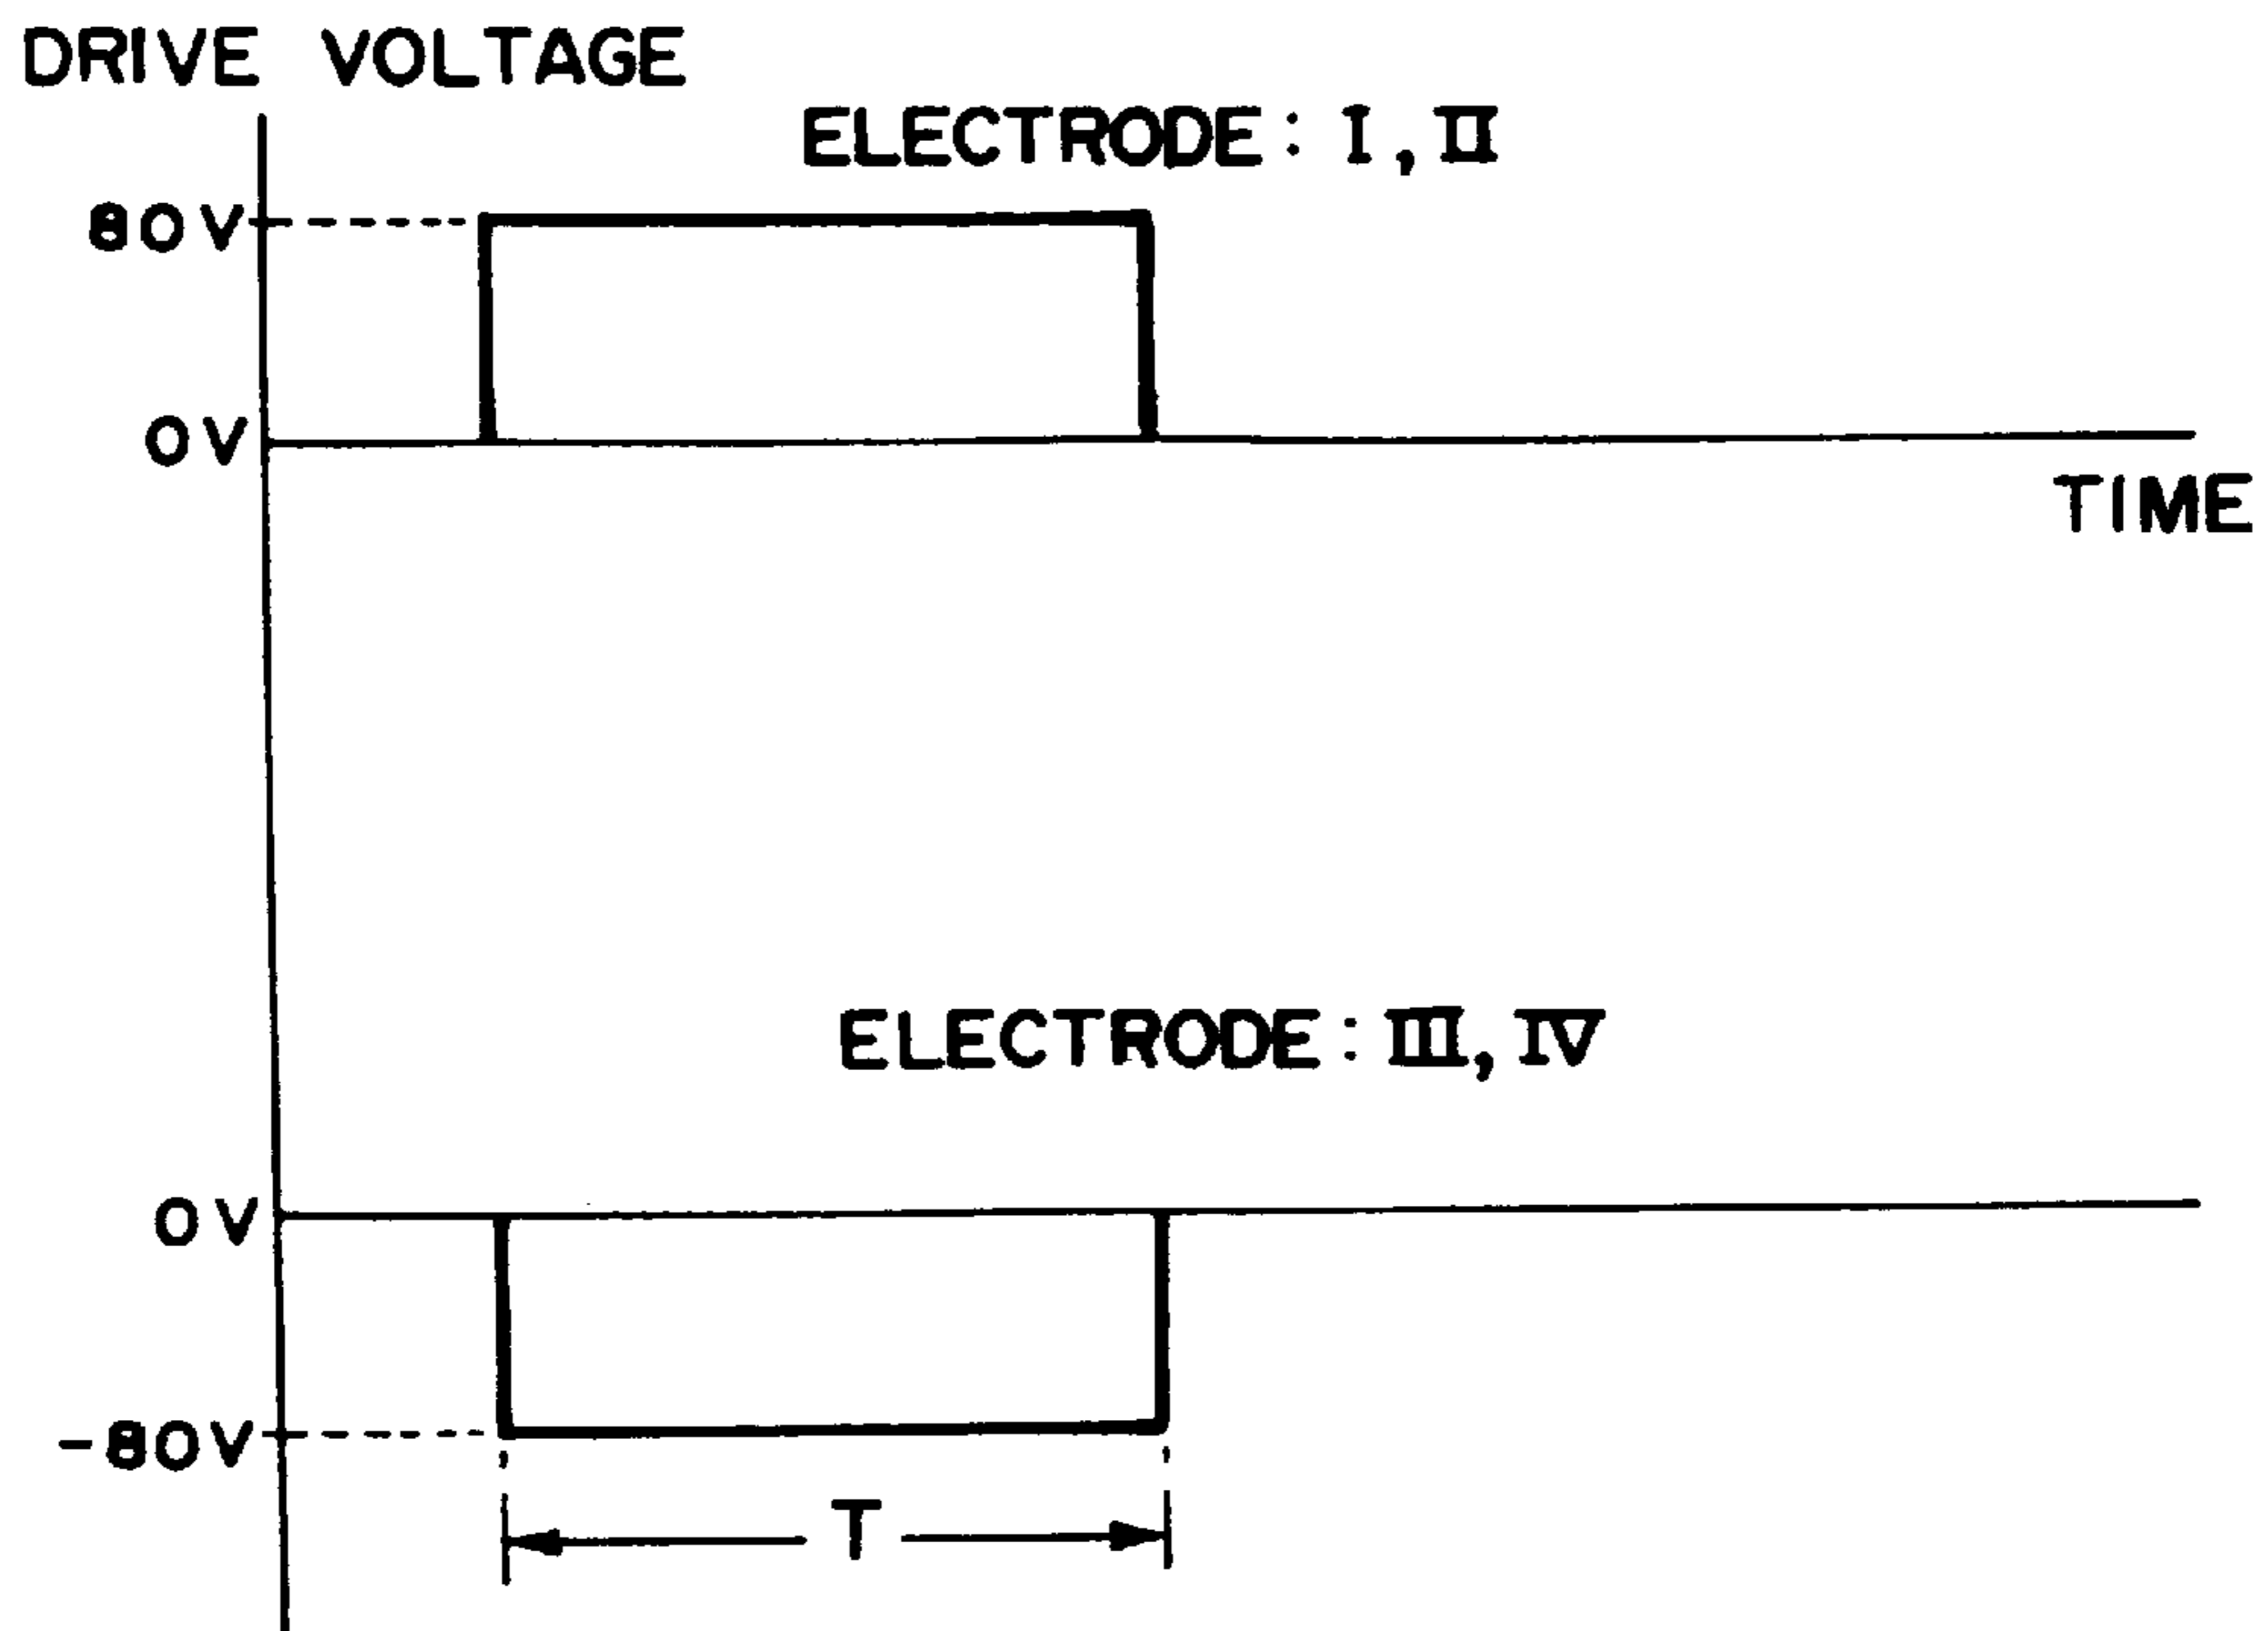 DRIVE VOLTAGE
ELECTRODE: I, II
80V
0V
TIME
ELECTRODE: III, IV
0V
-80V
T